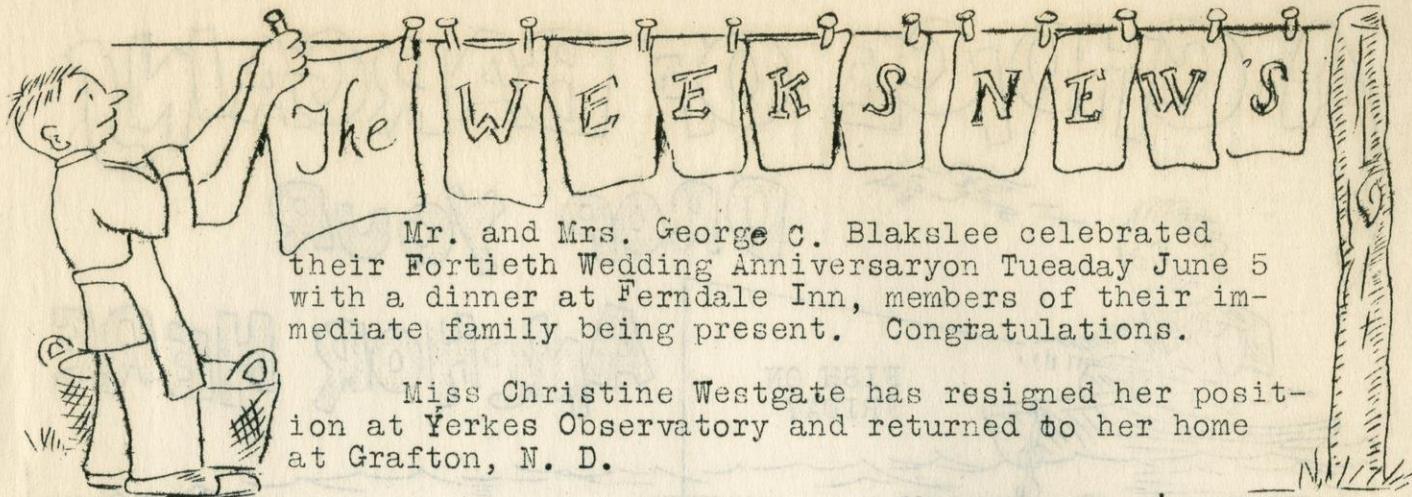 The WEEKS NEW'S
Mr. and Mrs. George C. Blakslee celebrated
their Fortieth Wedding Anniversaryon Tueaday June 5
with a dinner at Ferndale Inn, members of their im-
mediate family being present. Congratulations.
Miss Christine Westgate has resigned her posit-
ion at Yerkes Observatory and returned to her home
at Grafton, N. D.